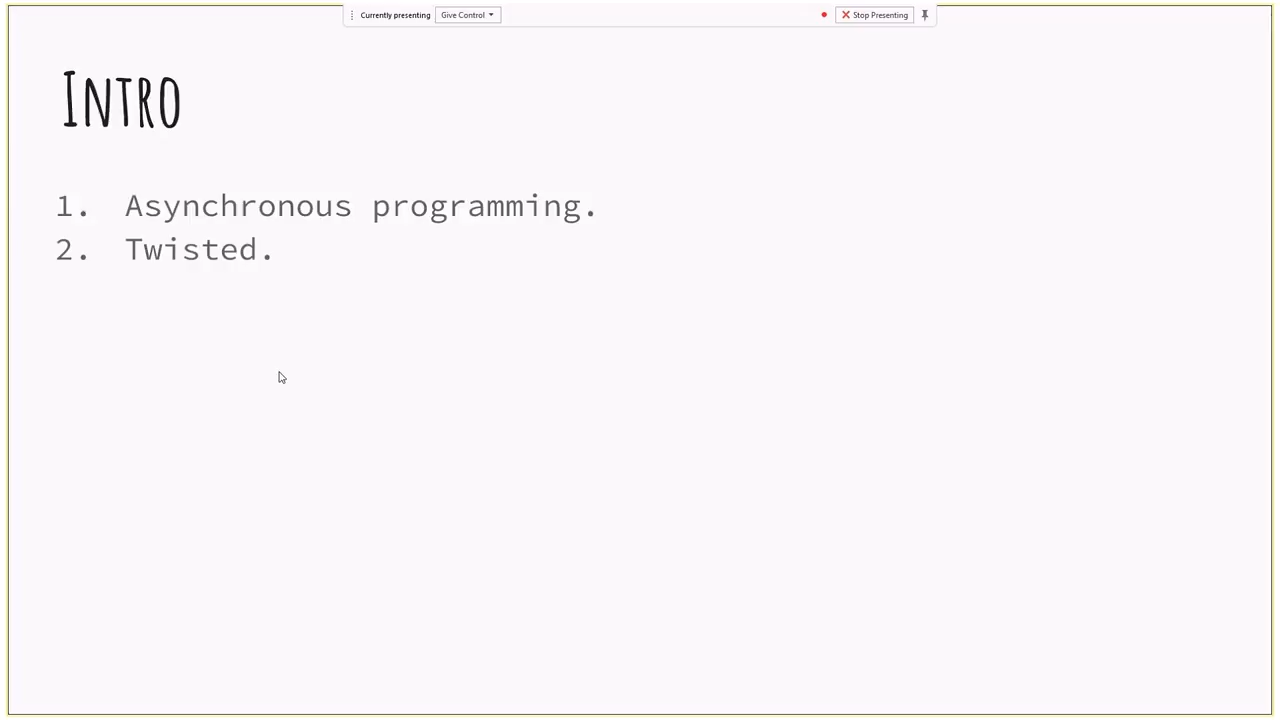 Currently presenting Give Control Stop Presenting
Intro
1. Asynchronous programming.
2. Twisted.